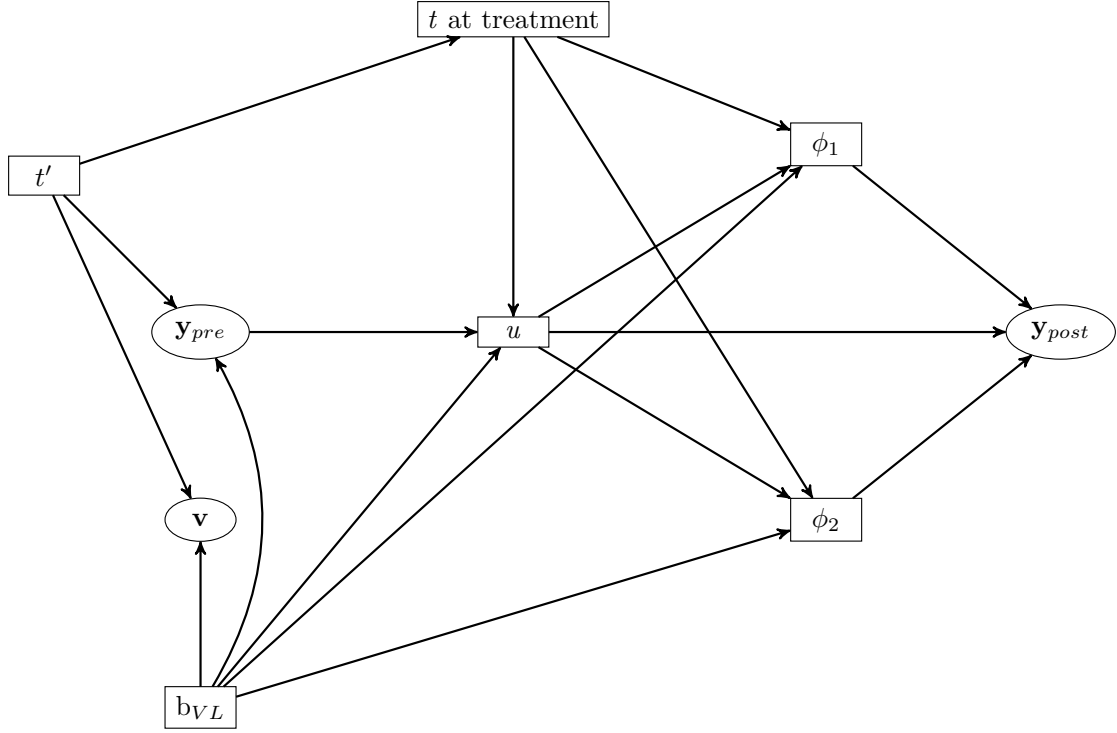 t at treatment
ϕ₁
t′
y_pre
u
y_post
v
ϕ₂
b_VL